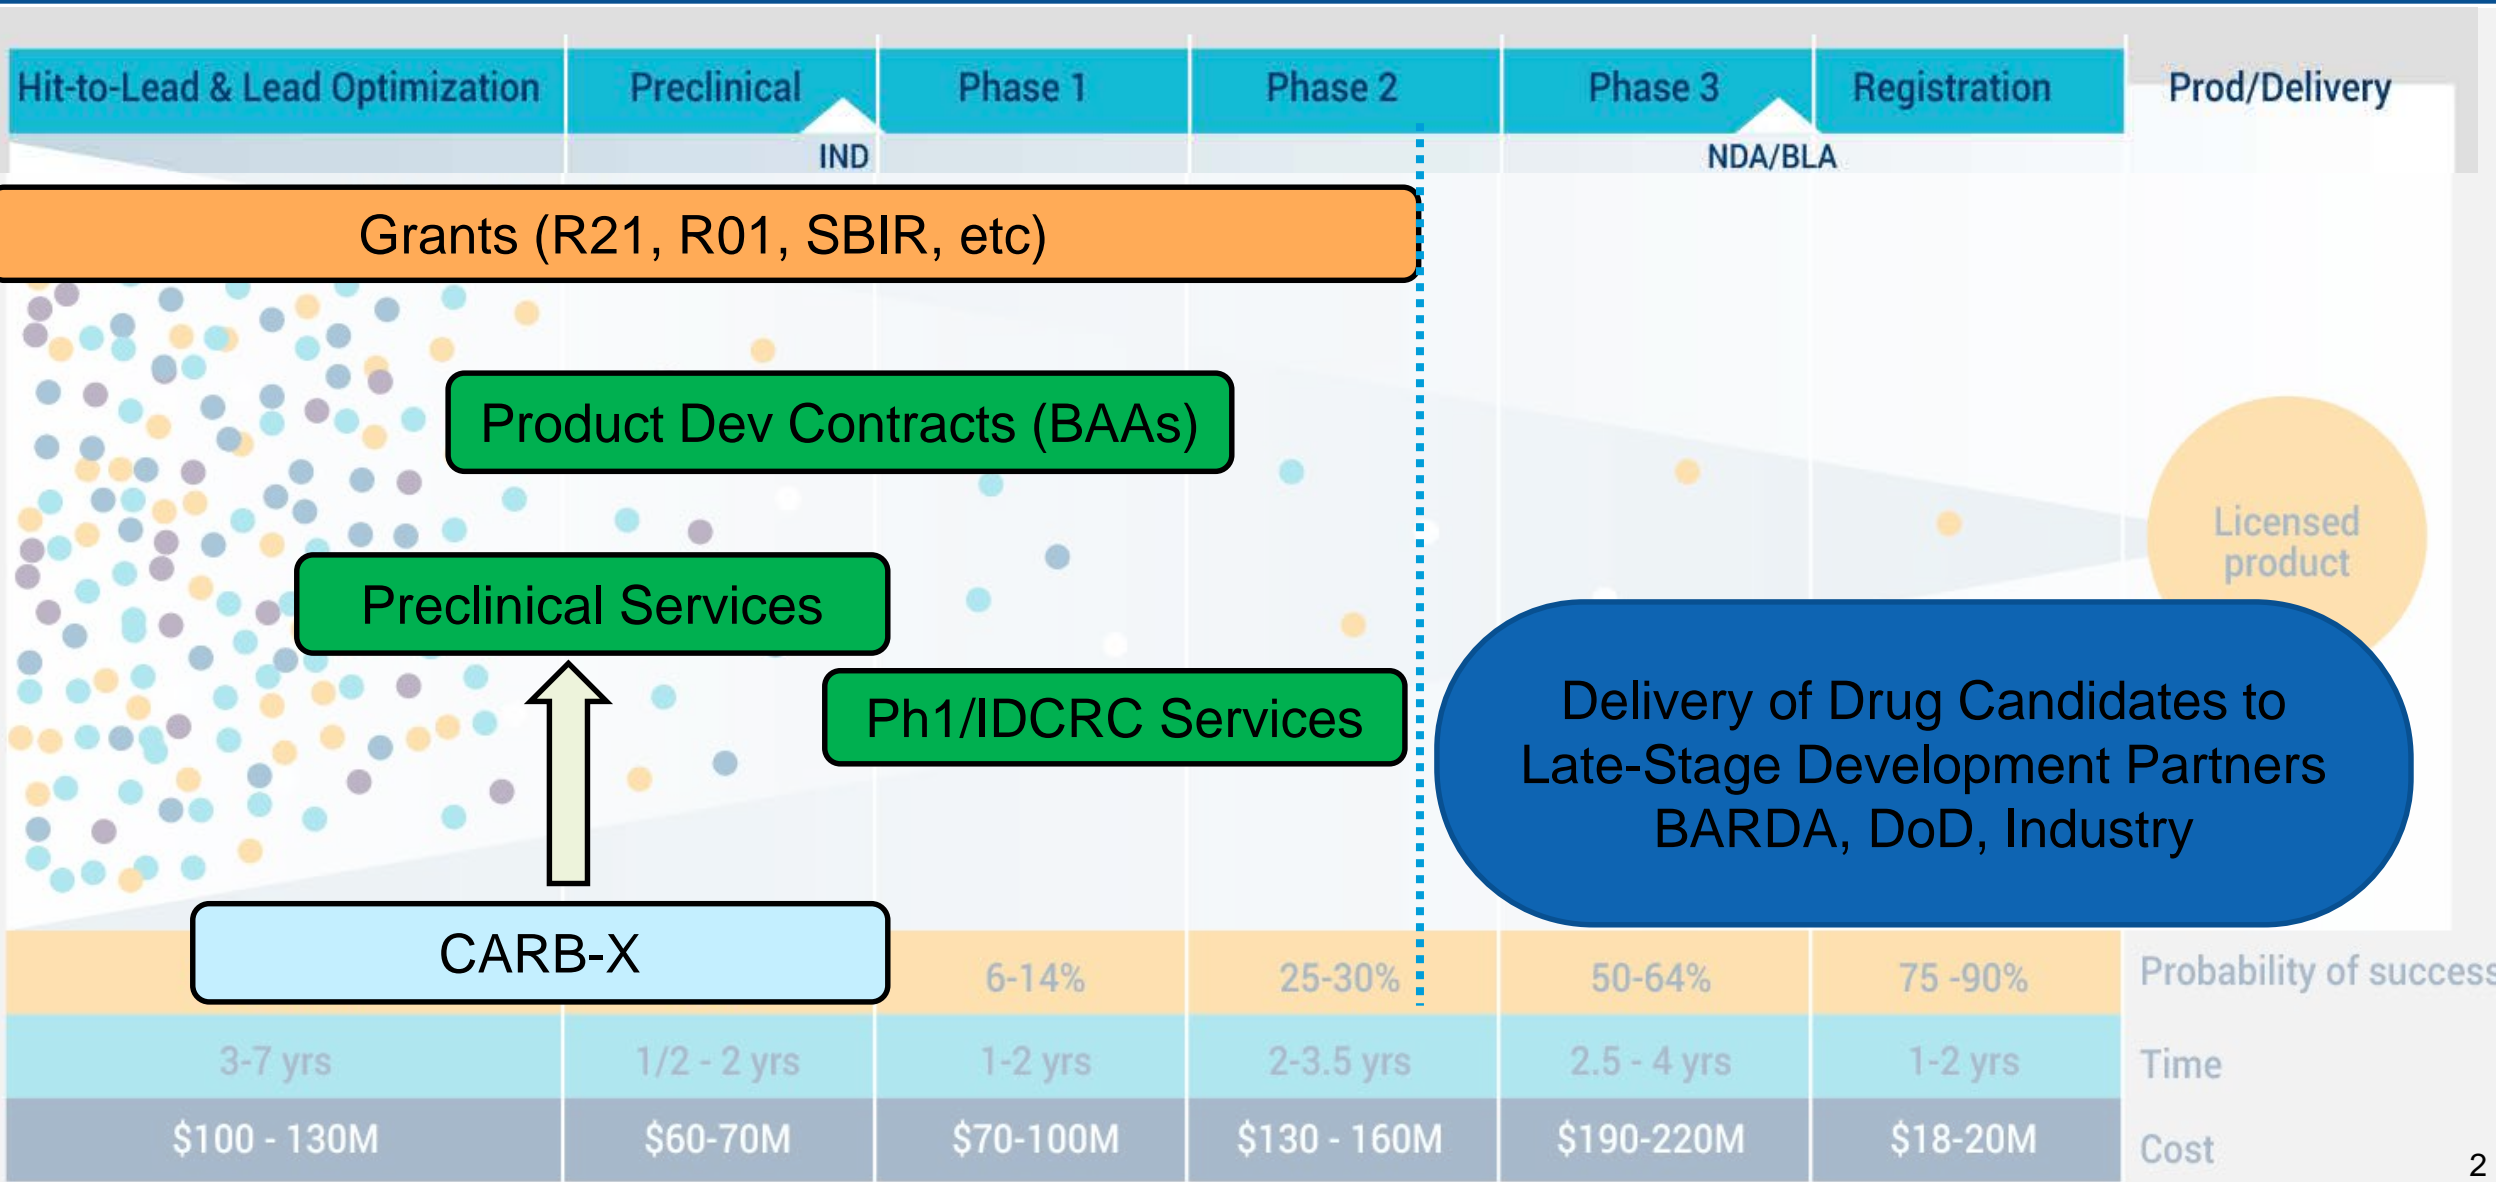 Hit-to-Lead & Lead Optimization
Preclinical
Phase 1
Phase 2
Phase 3
Registration
Prod/Delivery
IND
NDA/BLA
Grants (R21, R01, SBIR, etc)
Product Dev Contracts (BAAs)
Licensed
product
Preclinical Services
Ph1/IDCRC Services
Delivery of Drug Candidates to
Late-Stage Development Partners
BARDA, DoD, Industry
CARB-X
6-14%
25-30%
50-64%
75 -90%
Probability of success
3-7 yrs
1/2 - 2 yrs
1-2 yrs
2-3.5 yrs
2.5 - 4 yrs
1-2 yrs
Time
$100 - 130M
$60-70M
$70-100M
$130 - 160M
$190-220M
$18-20M
Cost
2